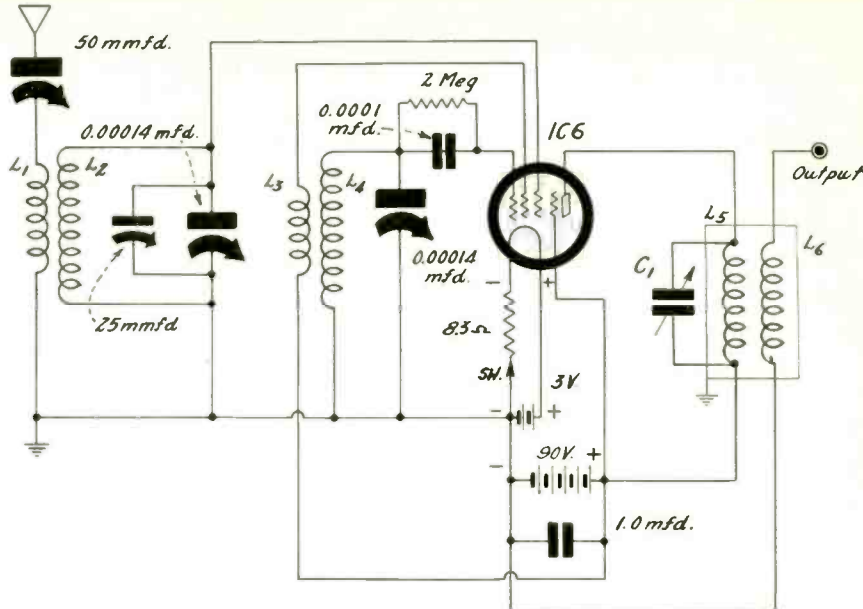 50 mmfd.
2 Meg
0.0001
mfd.
1C6
0.00014 mfd.
L1
L2
L3
L4
Output
L5
L6
0.00014
mfd.
C1
25 mmfd
8.3Ω
SW.
3V.
90V.
1.0 mfd.
− +
− +
− +